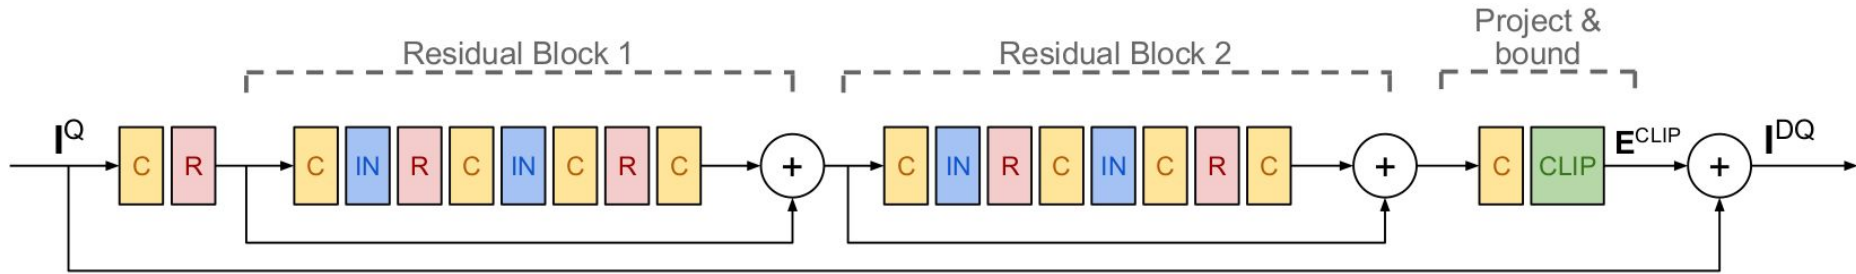 Residual Block 1
Residual Block 2
Project &
bound
I^Q
C R
C IN R C IN C R C
+
C IN R C IN C R C
+
C CLIP
E^CLIP
+
I^DQ